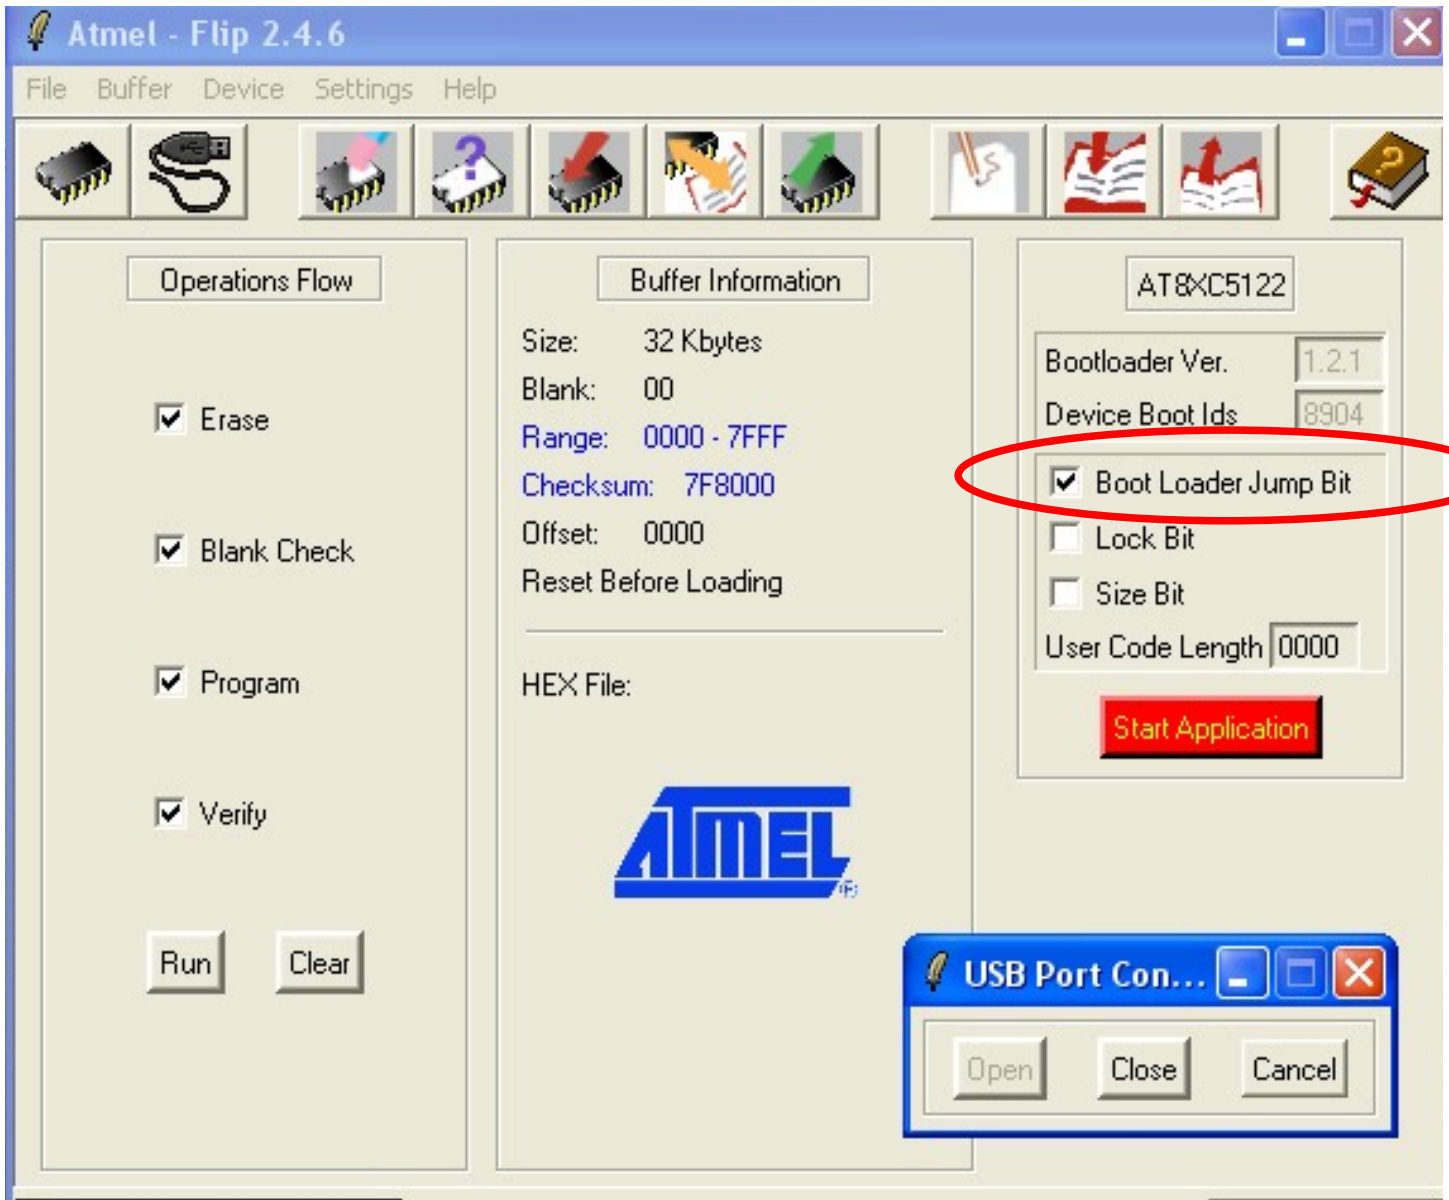 Atmel - Flip 2.4.6
File Buffer Device Settings Help
Operations Flow
Erase
Blank Check
Program
Verify
Run Clear
Buffer Information
Size: 32 Kbytes
Blank: 00
Range: 0000 - 7FFF
Checksum: 7F8000
Offset: 0000
Reset Before Loading
HEX File:
ATMEL
AT8XC5122
Bootloader Ver. 1.2.1
Device Boot Ids 8904
Boot Loader Jump Bit
Lock Bit
Size Bit
User Code Length 0000
Start Application
USB Port Con...
Open Close Cancel